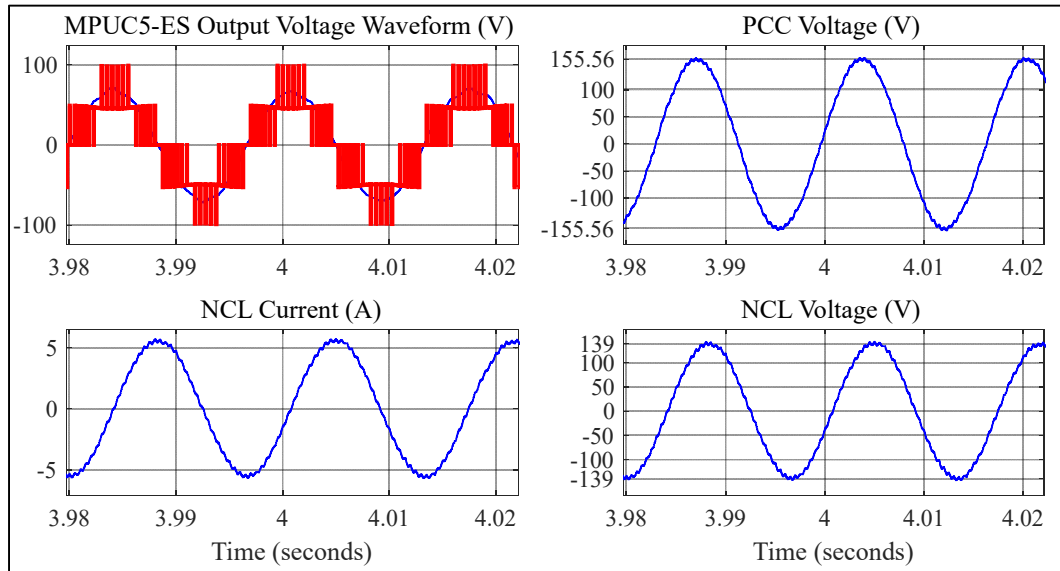 MPUC5-ES Output Voltage Waveform (V)
100
0
-100
3.98 3.99 4 4.01 4.02
PCC Voltage (V)
155.56
100
50
0
-50
-100
-155.56
3.98 3.99 4 4.01 4.02
NCL Current (A)
5
0
-5
3.98 3.99 4 4.01 4.02
Time (seconds)
NCL Voltage (V)
139
100
50
0
-50
-100
-139
3.98 3.99 4 4.01 4.02
Time (seconds)